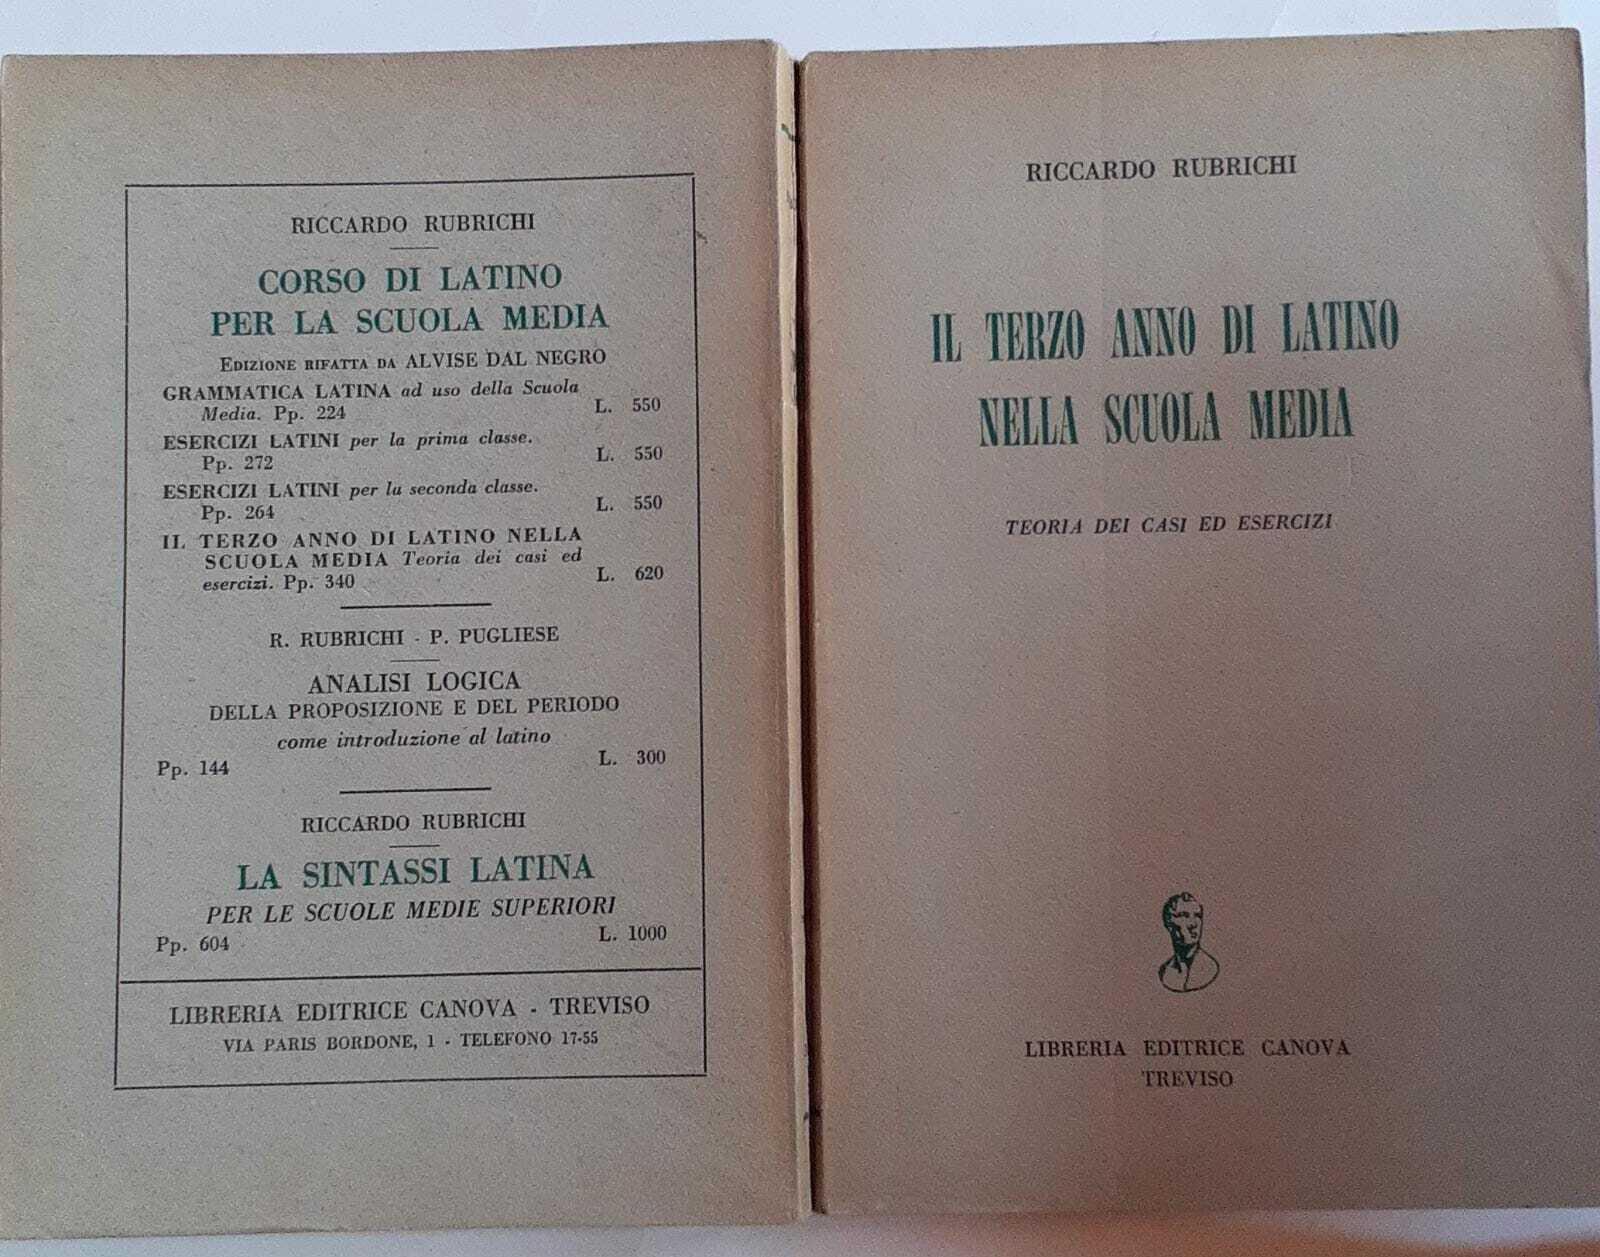 RICCARDO RUBRICHI
CORSO DI LATINO
PER LA SCUOLA MEDIA
EDIZIONE RIFATTA DA ALVISE DAL NEGRO
GRAMMATICA LATINA ad uso della Scuola
Media. Pp. 224 L. 550
ESERCIZI LATINI per la prima classe.
Pp. 272 L. 550
ESERCIZI LATINI per la seconda classe.
Pp. 264 L. 550
IL TERZO ANNO DI LATINO NELLA
SCUOLA MEDIA Teoria dei casi ed
esercizi. Pp. 340 L. 620
R. RUBRICHI - P. PUGLIESE
ANALISI LOGICA
DELLA PROPOSIZIONE E DEL PERIODO
come introduzione al latino
Pp. 144 L. 300
RICCARDO RUBRICHI
LA SINTASSI LATINA
PER LE SCUOLE MEDIE SUPERIORI
Pp. 604 L. 1000
LIBRERIA EDITRICE CANOVA - TREVISO
VIA PARIS BORDONE, 1 - TELEFONO 17-55
RICCARDO RUBRICHI
IL TERZO ANNO DI LATINO
NELLA SCUOLA MEDIA
TEORIA DEI CASI ED ESERCIZI
LIBRERIA EDITRICE CANOVA
TREVISO